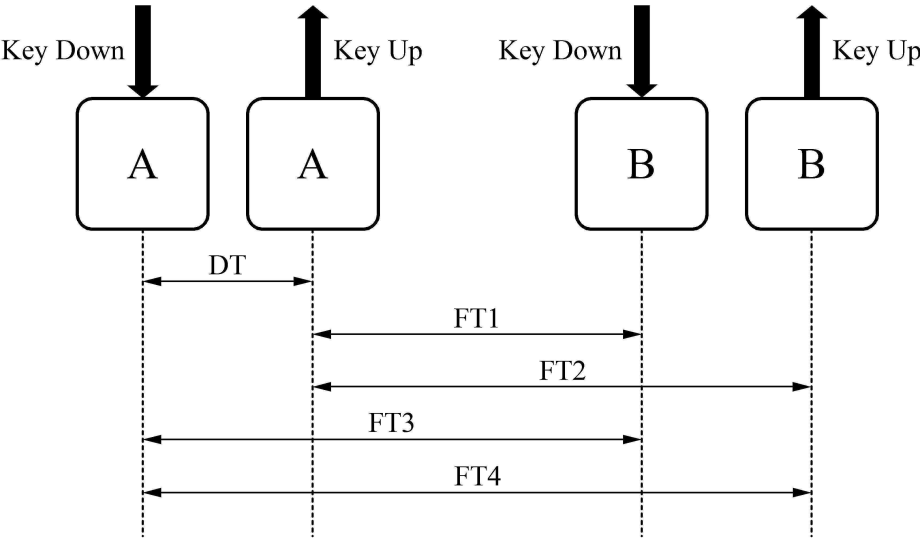 Key Down
Key Up
Key Down
Key Up
A
A
B
B
DT
FT1
FT2
FT3
FT4